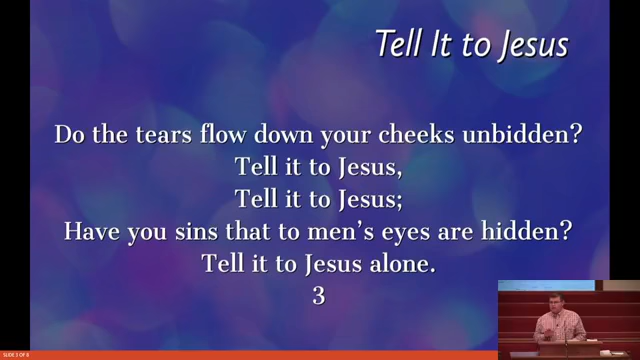 Tell It to Jesus
Do the tears flow down your cheeks unbidden?
Tell it to Jesus,
Tell it to Jesus;
Have you sins that to men's eyes are hidden?
Tell it to Jesus alone.
3
SLIDE 3 OF 8